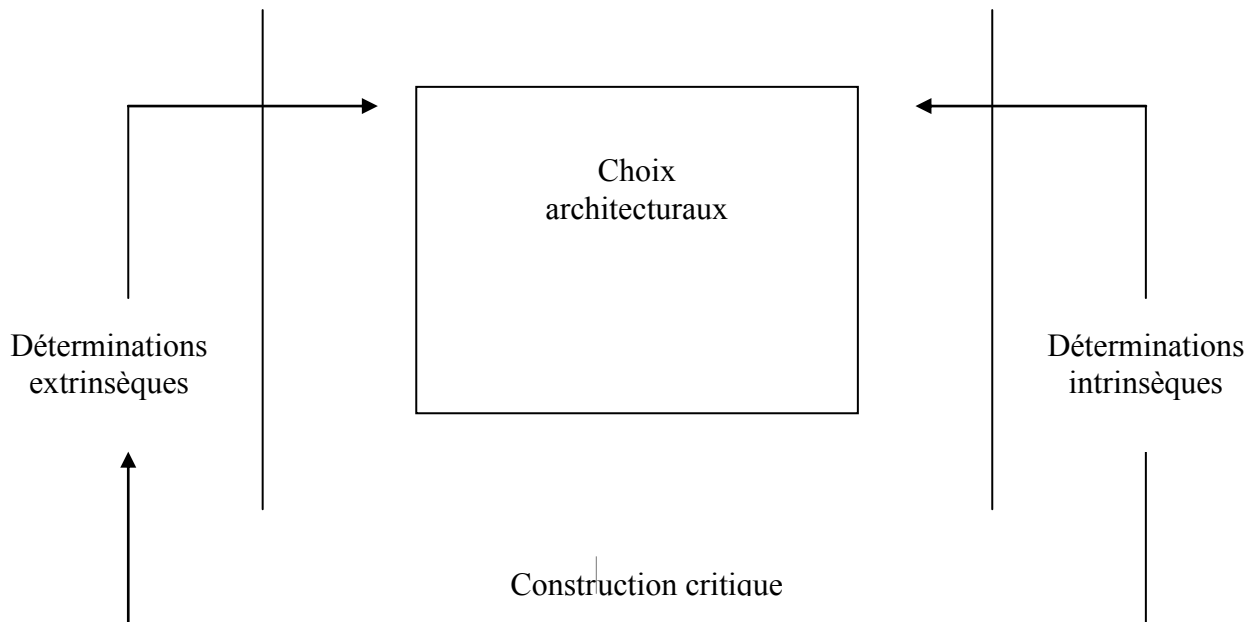 Choix
architecturaux
Déterminations
extrinsèques
Déterminations
intrinsèques
Construction critique